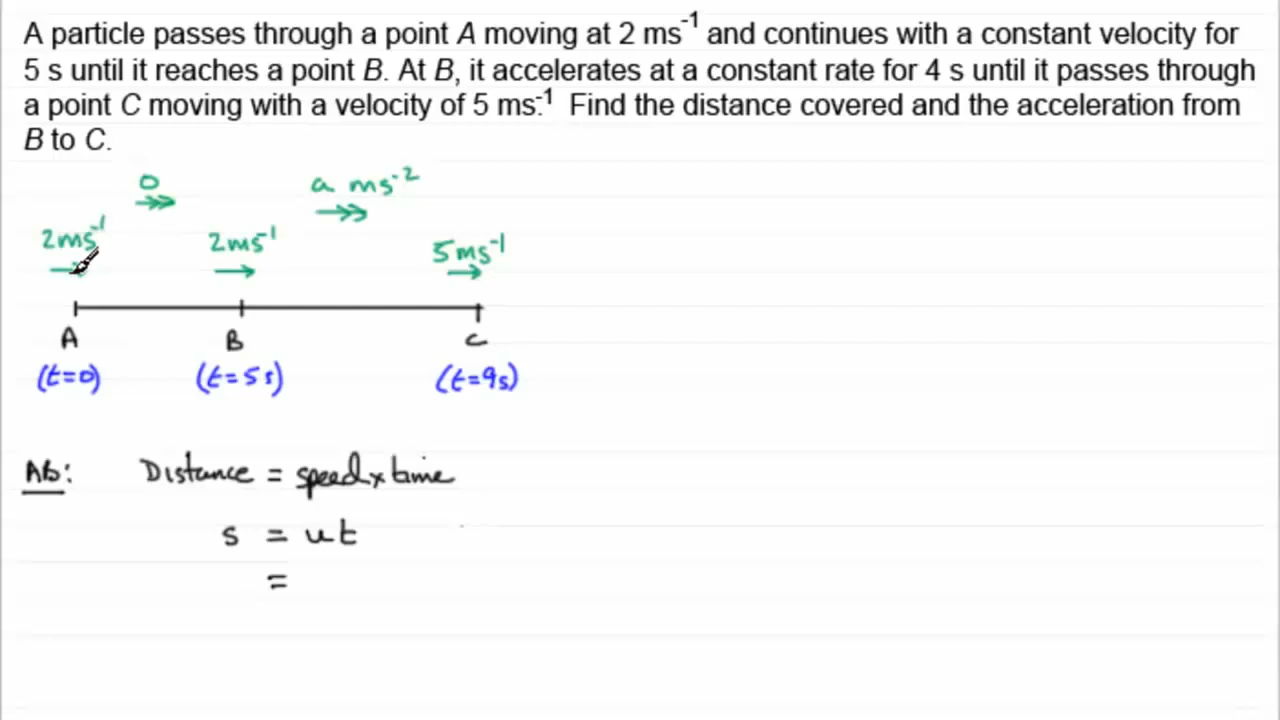 A particle passes through a point A moving at 2 ms⁻¹ and continues with a constant velocity for
5 s until it reaches a point B. At B, it accelerates at a constant rate for 4 s until it passes through
a point C moving with a velocity of 5 ms⁻¹. Find the distance covered and the acceleration from
B to C.
0 a ms⁻²
2ms⁻¹ 2ms⁻¹ 5ms⁻¹
A B C
(t=0) (t=5s) (t=9s)
AB: Distance = speed x time
s = ut
=